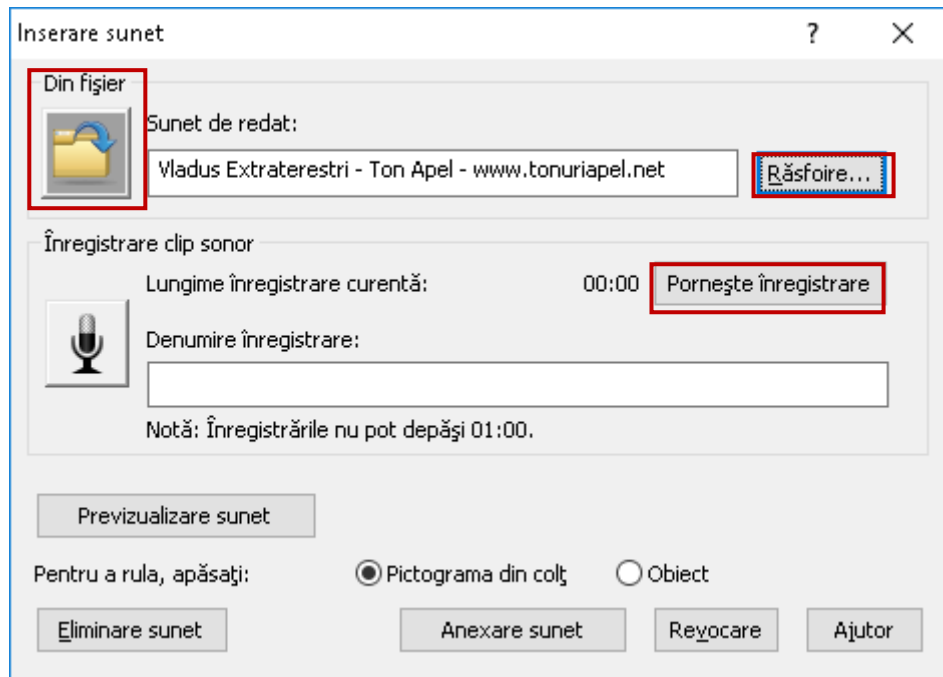 Inserare sunet
Din fişier
Sunet de redat:
Vladus Extraterestri - Ton Apel - www.tonuriapel.net
Răsfoire...
Înregistrare clip sonor
Lungime înregistrare curentă: 00:00 Porneşte înregistrare
Denumire înregistrare:
Notă: Înregistrările nu pot depăşi 01:00.
Previzualizare sunet
Pentru a rula, apăsaţi: Pictograma din colţ Obiect
Eliminare sunet Anexare sunet Revocare Ajutor